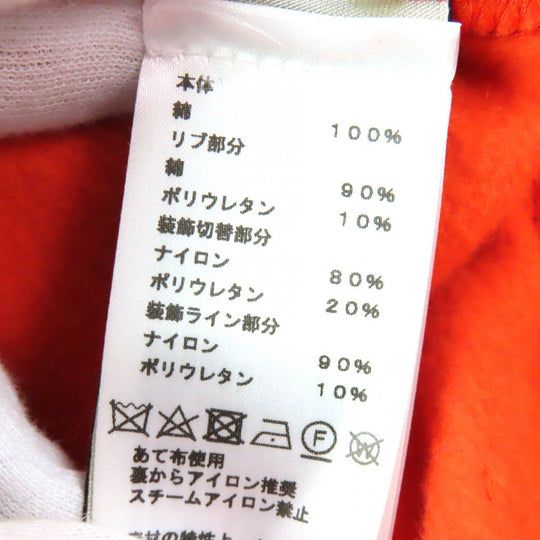 本体
綿 100%
リブ部分
綿 90%
ポリウレタン 10%
装飾切替部分
ナイロン 80%
ポリウレタン 20%
装飾ライン部分
ナイロン 90%
ポリウレタン 10%
F W
あて布使用
裏からアイロン推奨
スチームアイロン禁止